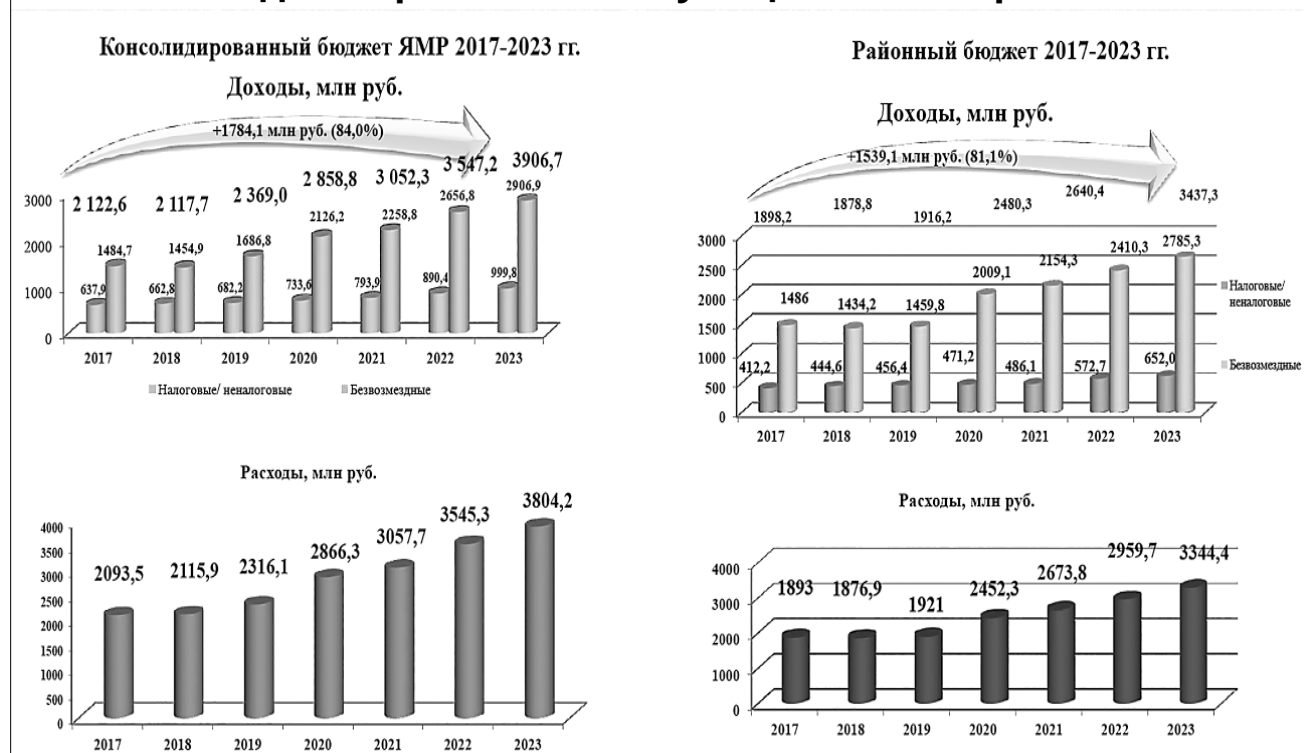 Консолидированный бюджет ЯМР 2017-2023 гг.
Доходы, млн руб.
+1784,1 млн руб. (84,0%)
2 122,6 2 117,7 2 369,0 2 858,8 3 052,3 3 547,2 3906,7
3000
2000
1000
0
1484,7 1454,9 1686,8 2126,2 2258,8 2656,8 2906,9
637,9 662,8 682,2 733,6 793,9 890,4 999,8
2017 2018 2019 2020 2021 2022 2023
Налоговые/ неналоговые Безвозмездные
Районный бюджет 2017-2023 гг.
Доходы, млн руб.
+1539,1 млн руб. (81,1%)
1898,2 1878,8 1916,2 2480,3 2640,4 3437,3
3000
2500
2000
1500
1000
500
0
1486 1434,2 1459,8 2009,1 2154,3 2410,3 2785,3
412,2 444,6 456,4 471,2 486,1 572,7 652,0
2017 2018 2019 2020 2021 2022 2023
Налоговые/
неналоговые
Безвозмездные
Расходы, млн руб.
4000
3500
3000
2500
2000
1500
1000
500
0
2093,5 2115,9 2316,1 2866,3 3057,7 3545,3 3804,2
2017 2018 2019 2020 2021 2022 2023
Расходы, млн руб.
4000
3000
2000
1000
0
1893 1876,9 1921 2452,3 2673,8 2959,7 3344,4
2017 2018 2019 2020 2021 2022 2023